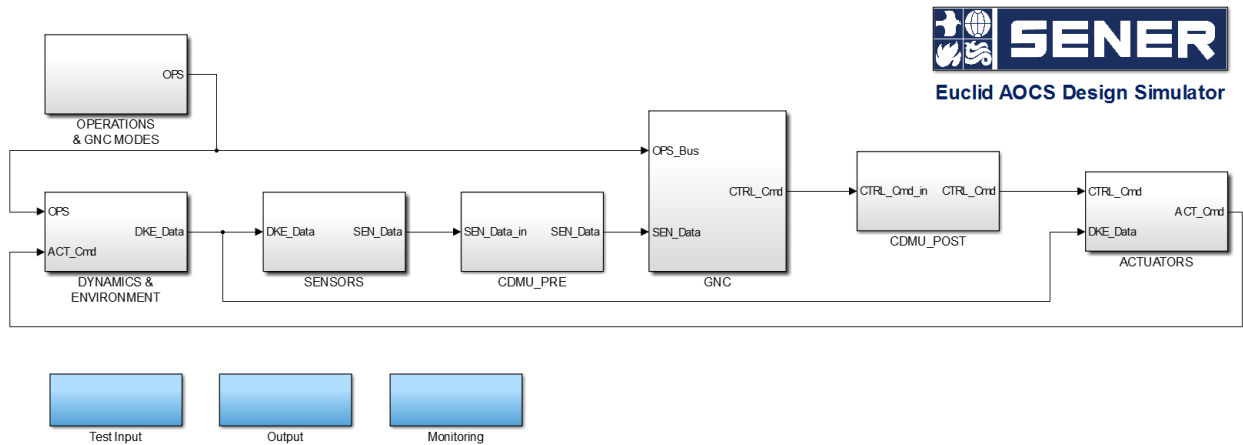 SENER
Euclid AOCS Design Simulator
OPS
OPERATIONS
& GNC MODES
OPS_Bus
CTRL_Cmd
SEN_Data
GNC
CTRL_Cmd_in
CTRL_Cmd
CDMU_POST
CTRL_Cmd
ACT_Cmd
DKE_Data
ACTUATORS
OPS
DKE_Data
ACT_Cmd
DYNAMICS &
ENVIRONMENT
DKE_Data
SEN_Data
SENSORS
SEN_Data_in
SEN_Data
CDMU_PRE
Test Input
Output
Monitoring